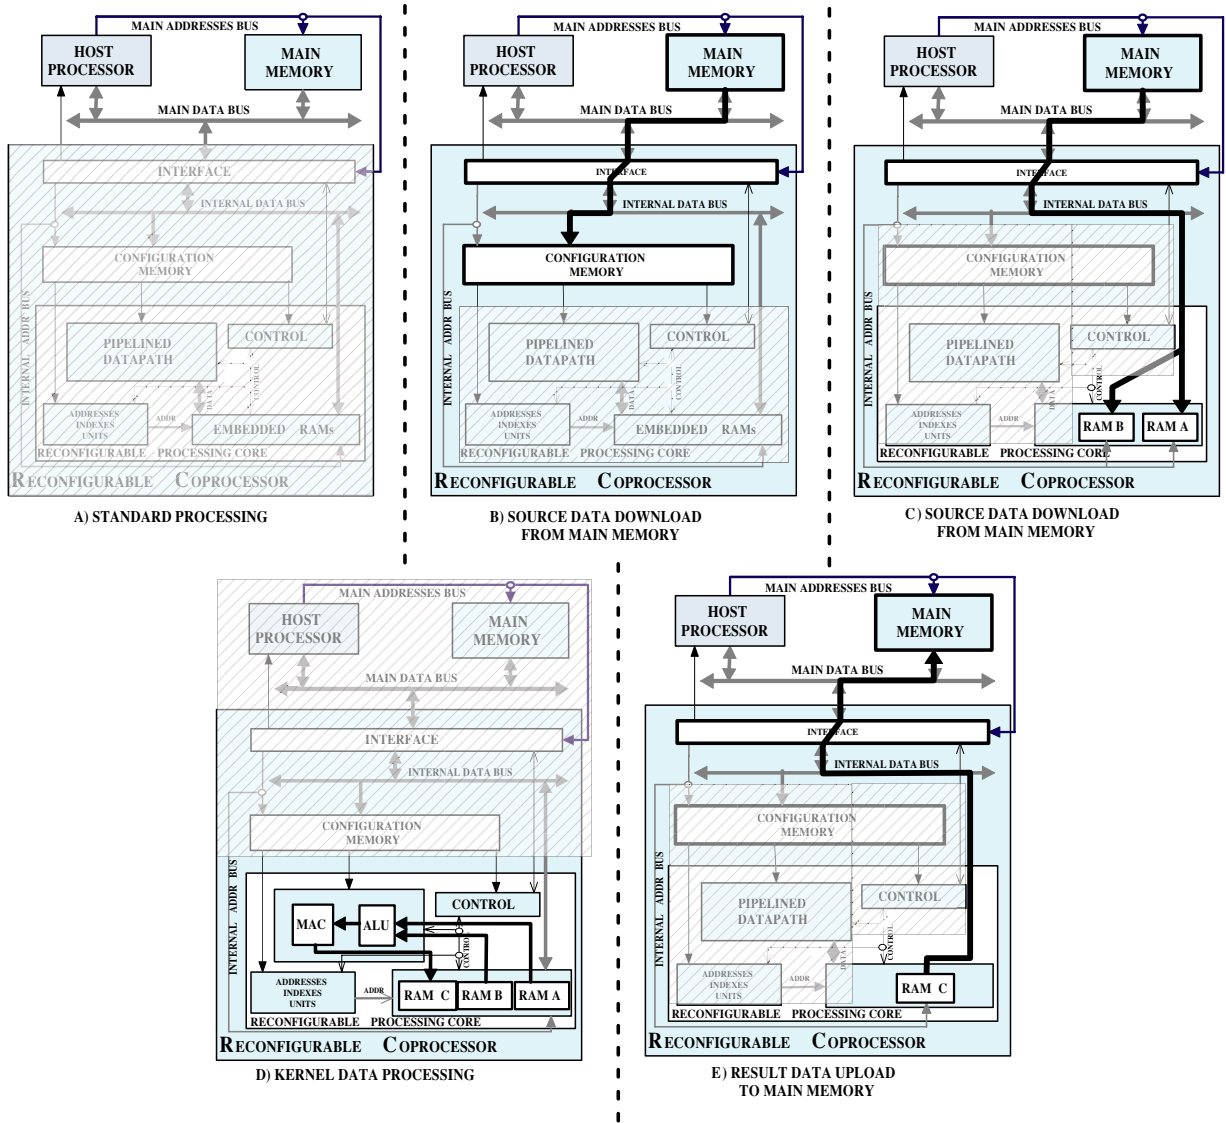 MAIN ADDRESSES BUS
HOST
PROCESSOR
MAIN
MEMORY
MAIN DATA BUS
INTERFACE
INTERNAL DATA BUS
CONFIGURATION
MEMORY
INTERNAL ADDR BUS
PIPELINED
DATAPATH
CONTROL
DATA
CONTROL
ADDRESSES
INDEXES
UNITS
ADDR
EMBEDDED RAMs
RECONFIGURABLE PROCESSING CORE
RECONFIGURABLE COPROCESSOR
A) STANDARD PROCESSING
MAIN ADDRESSES BUS
HOST
PROCESSOR
MAIN
MEMORY
MAIN DATA BUS
INTERFACE
INTERNAL DATA BUS
CONFIGURATION
MEMORY
INTERNAL ADDR BUS
PIPELINED
DATAPATH
CONTROL
DATA
CONTROL
ADDRESSES
INDEXES
UNITS
ADDR
EMBEDDED RAMs
RECONFIGURABLE PROCESSING CORE
RECONFIGURABLE COPROCESSOR
B) SOURCE DATA DOWNLOAD
FROM MAIN MEMORY
MAIN ADDRESSES BUS
HOST
PROCESSOR
MAIN
MEMORY
MAIN DATA BUS
INTERFACE
INTERNAL DATA BUS
CONFIGURATION
MEMORY
INTERNAL ADDR BUS
PIPELINED
DATAPATH
CONTROL
DATA
CONTROL
ADDRESSES
INDEXES
UNITS
ADDR
RAM B
RAM A
RECONFIGURABLE PROCESSING CORE
RECONFIGURABLE COPROCESSOR
C) SOURCE DATA DOWNLOAD
FROM MAIN MEMORY
MAIN ADDRESSES BUS
HOST
PROCESSOR
MAIN
MEMORY
MAIN DATA BUS
INTERFACE
INTERNAL DATA BUS
CONFIGURATION
MEMORY
INTERNAL ADDR BUS
MAC
ALU
CONTROL
CONTROL
ADDRESSES
INDEXES
UNITS
ADDR
RAM C
RAM B
RAM A
RECONFIGURABLE PROCESSING CORE
RECONFIGURABLE COPROCESSOR
D) KERNEL DATA PROCESSING
MAIN ADDRESSES BUS
HOST
PROCESSOR
MAIN
MEMORY
MAIN DATA BUS
INTERFACE
INTERNAL DATA BUS
CONFIGURATION
MEMORY
INTERNAL ADDR BUS
PIPELINED
DATAPATH
CONTROL
DATA
CONTROL
ADDRESSES
INDEXES
UNITS
ADDR
RAM C
RECONFIGURABLE PROCESSING CORE
RECONFIGURABLE COPROCESSOR
E) RESULT DATA UPLOAD
TO MAIN MEMORY